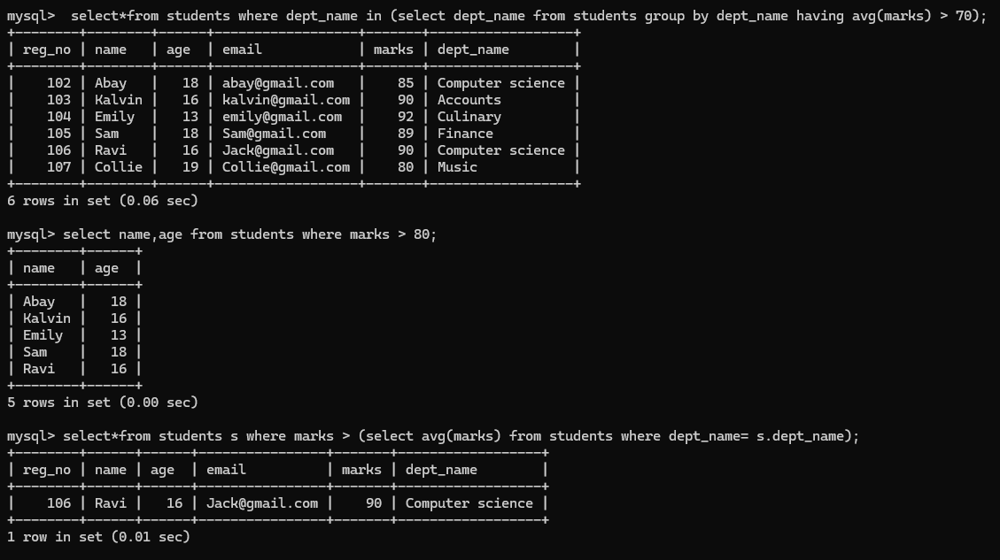 mysql>  select*from students where dept_name in (select dept_name from students group by dept_name having avg(marks) > 70);
+--------+--------+------+------------------+-------+------------------+
| reg_no | name   | age  | email            | marks | dept_name        |
+--------+--------+------+------------------+-------+------------------+
|    102 | Abay   |   18 | abay@gmail.com   |    85 | Computer science |
|    103 | Kalvin |   16 | kalvin@gmail.com |    90 | Accounts         |
|    104 | Emily  |   13 | emily@gmail.com  |    92 | Culinary         |
|    105 | Sam    |   18 | Sam@gmail.com    |    89 | Finance          |
|    106 | Ravi   |   16 | Jack@gmail.com   |    90 | Computer science |
|    107 | Collie |   19 | Collie@gmail.com |    80 | Music            |
+--------+--------+------+------------------+-------+------------------+
6 rows in set (0.06 sec)

mysql> select name,age from students where marks > 80;
+--------+------+
| name   | age  |
+--------+------+
| Abay   |   18 |
| Kalvin |   16 |
| Emily  |   13 |
| Sam    |   18 |
| Ravi   |   16 |
+--------+------+
5 rows in set (0.00 sec)

mysql> select*from students s where marks > (select avg(marks) from students where dept_name= s.dept_name);
+--------+------+------+----------------+-------+------------------+
| reg_no | name | age  | email          | marks | dept_name        |
+--------+------+------+----------------+-------+------------------+
|    106 | Ravi |   16 | Jack@gmail.com |    90 | Computer science |
+--------+------+------+----------------+-------+------------------+
1 row in set (0.01 sec)